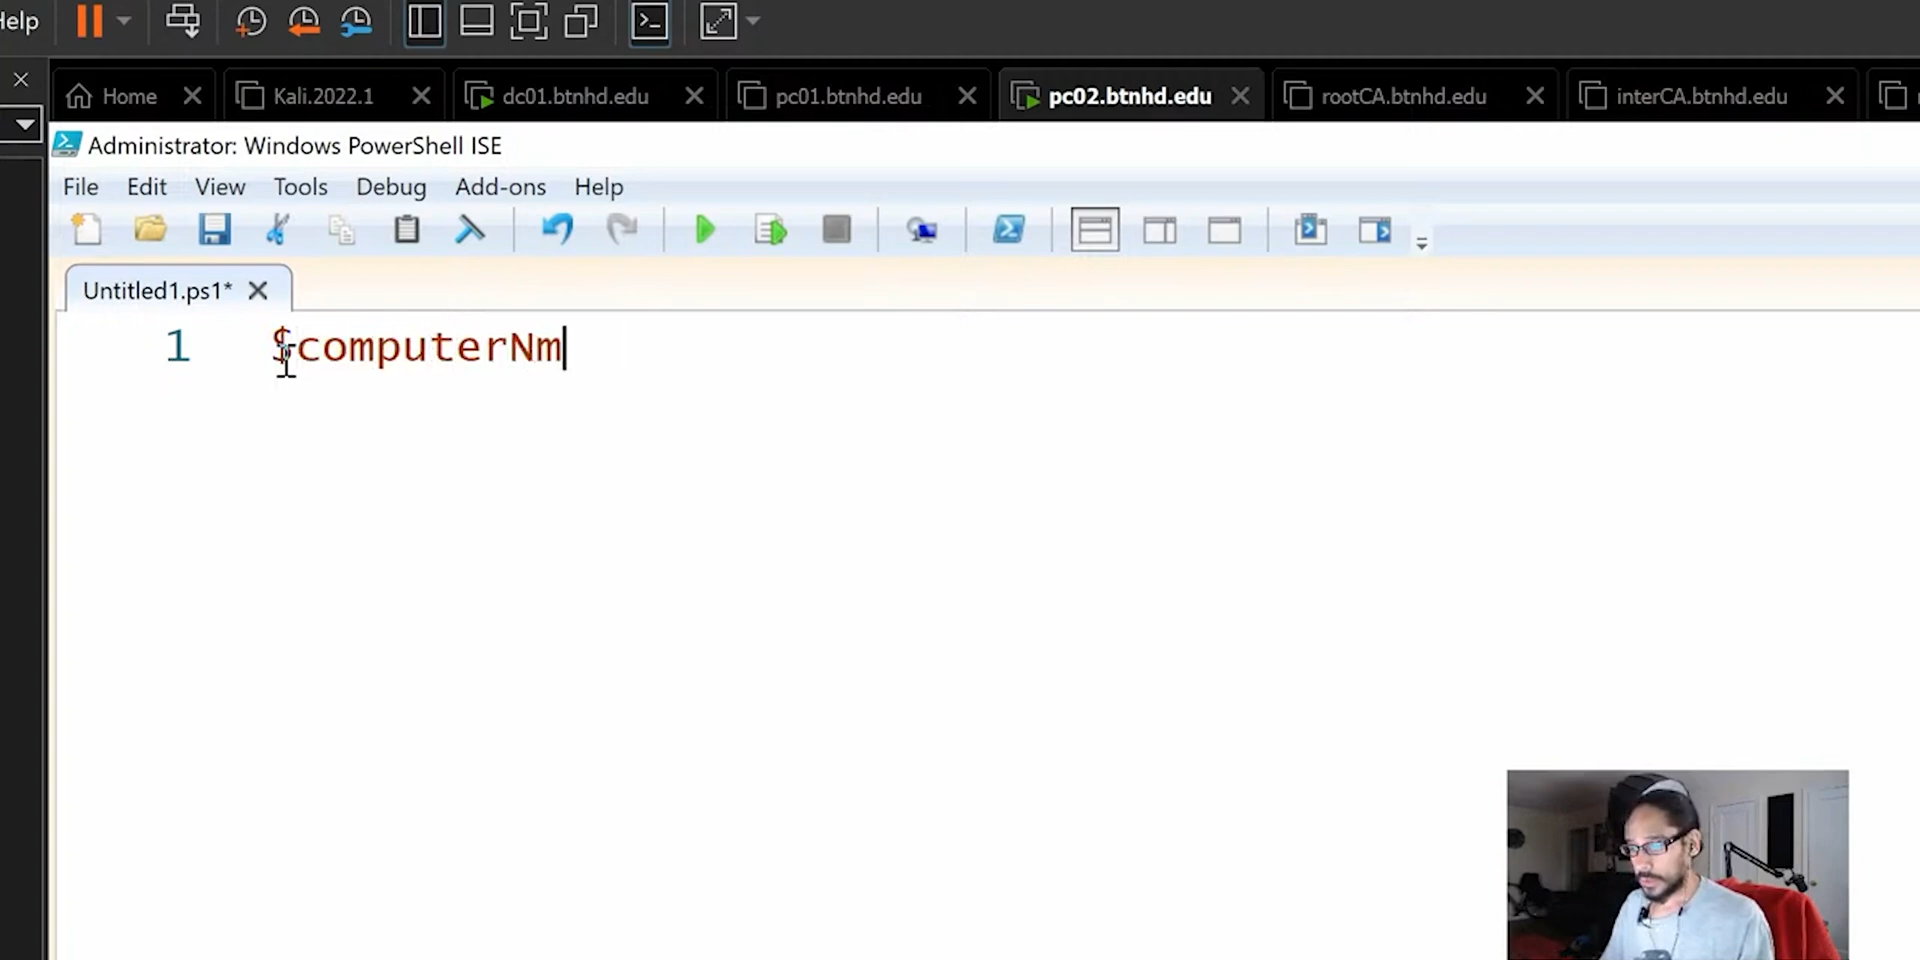 Help
Home
Kali.2022.1
dc01.btnhd.edu
pc01.btnhd.edu
pc02.btnhd.edu
rootCA.btnhd.edu
interCA.btnhd.edu
Administrator: Windows PowerShell ISE
File Edit View Tools Debug Add-ons Help
Untitled1.ps1*
1 $computerNm